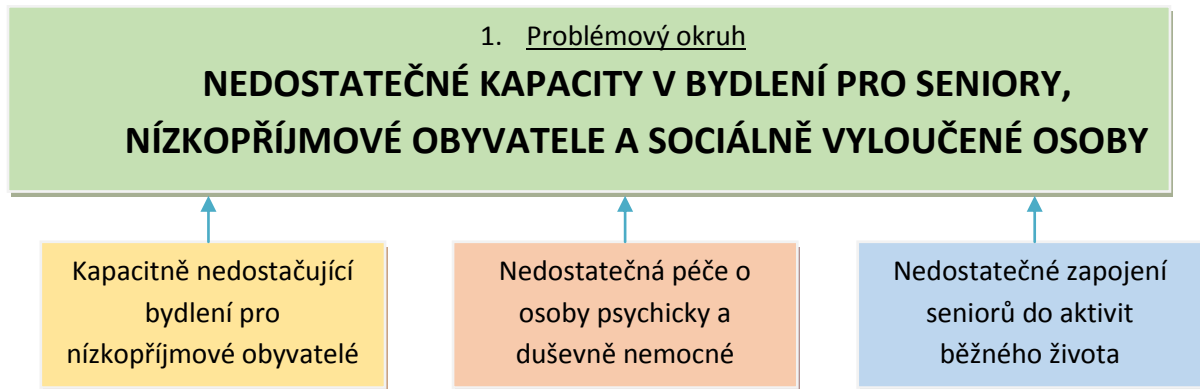 1. Problémový okruh
NEDOSTATEČNÉ KAPACITY V BYDLENÍ PRO SENIORY,
NÍZKOPŘÍJMOVÉ OBYVATELE A SOCIÁLNĚ VYLOUČENÉ OSOBY
Kapacitně nedostačující
bydlení pro
nízkopříjmové obyvatelé
Nedostatečná péče o
osoby psychicky a
duševně nemocné
Nedostatečné zapojení
seniorů do aktivit
běžného života